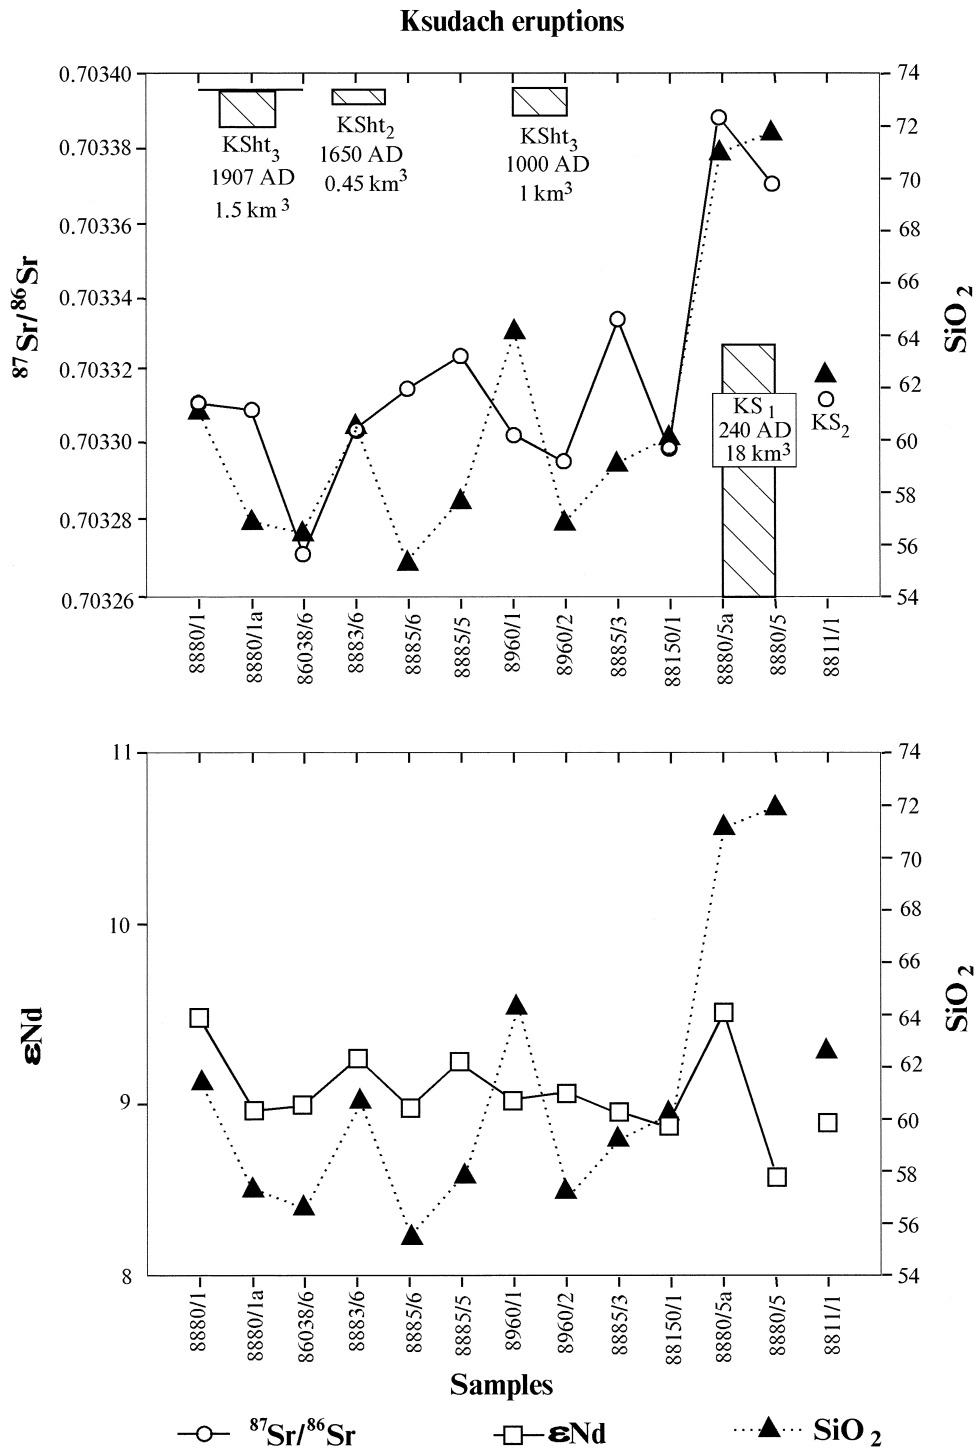 Ksudach eruptions
0.70340
0.70338
0.70336
0.70334
0.70332
0.70330
0.70328
0.70326
87Sr/86Sr
74
72
70
68
66
64
62
60
58
56
54
SiO2
KSht3
1907 AD
1.5 km3
KSht2
1650 AD
0.45 km3
KSht3
1000 AD
1 km3
KS1
240 AD
18 km3
KS2
8880/1
8880/1a
86038/6
8883/6
8885/6
8885/5
8960/1
8960/2
8885/3
88150/1
8880/5a
8880/5
8811/1
11
10
9
8
εNd
74
72
70
68
66
64
62
60
58
56
54
SiO2
8880/1
8880/1a
86038/6
8883/6
8885/6
8885/5
8960/1
8960/2
8885/3
88150/1
8880/5a
8880/5
8811/1
Samples
87Sr/86Sr
εNd
SiO2